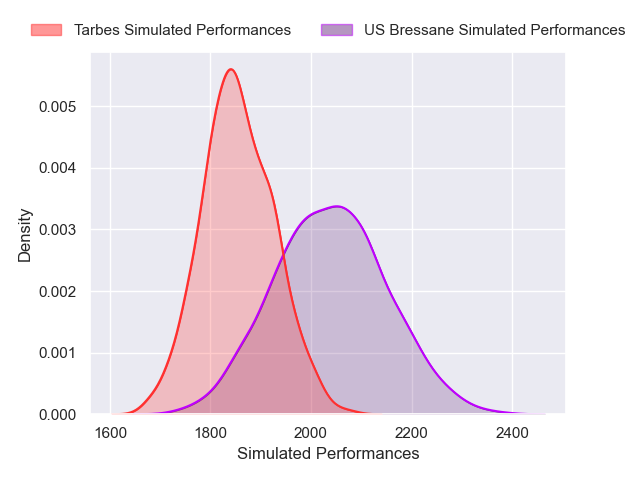 Tarbes Simulated Performances US Bressane Simulated Performances
0.005
0.004
0.003
0.002
0.001
0.000
Density
1600 1800 2000 2200 2400
Simulated Performances